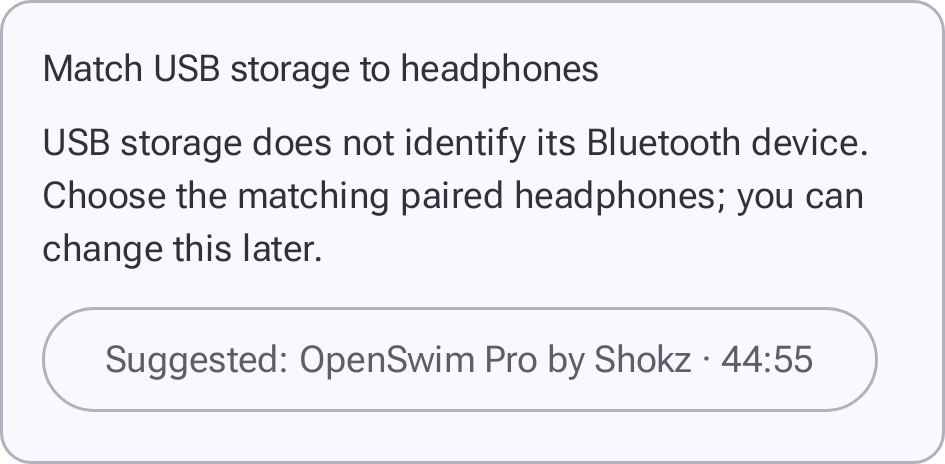 Match USB storage to headphones
USB storage does not identify its Bluetooth device.
Choose the matching paired headphones; you can
change this later.
Suggested: OpenSwim Pro by Shokz · 44:55